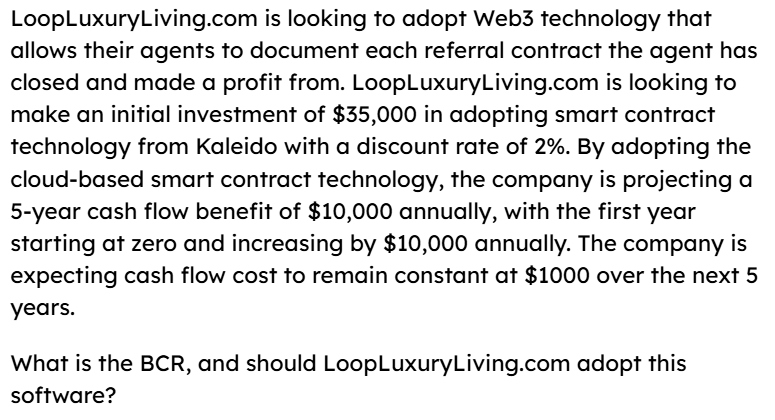 LoopLuxuryLiving.com is looking to adopt Web3 technology that
allows their agents to document each referral contract the agent has
closed and made a profit from. LoopLuxuryLiving.com is looking to
make an initial investment of $35,000 in adopting smart contract
technology from Kaleido with a discount rate of 2%. By adopting the
cloud-based smart contract technology, the company is projecting a
5-year cash flow benefit of $10,000 annually, with the first year
starting at zero and increasing by $10,000 annually. The company is
expecting cash flow cost to remain constant at $1000 over the next 5
years.
What is the BCR, and should LoopLuxuryLiving.com adopt this
software?